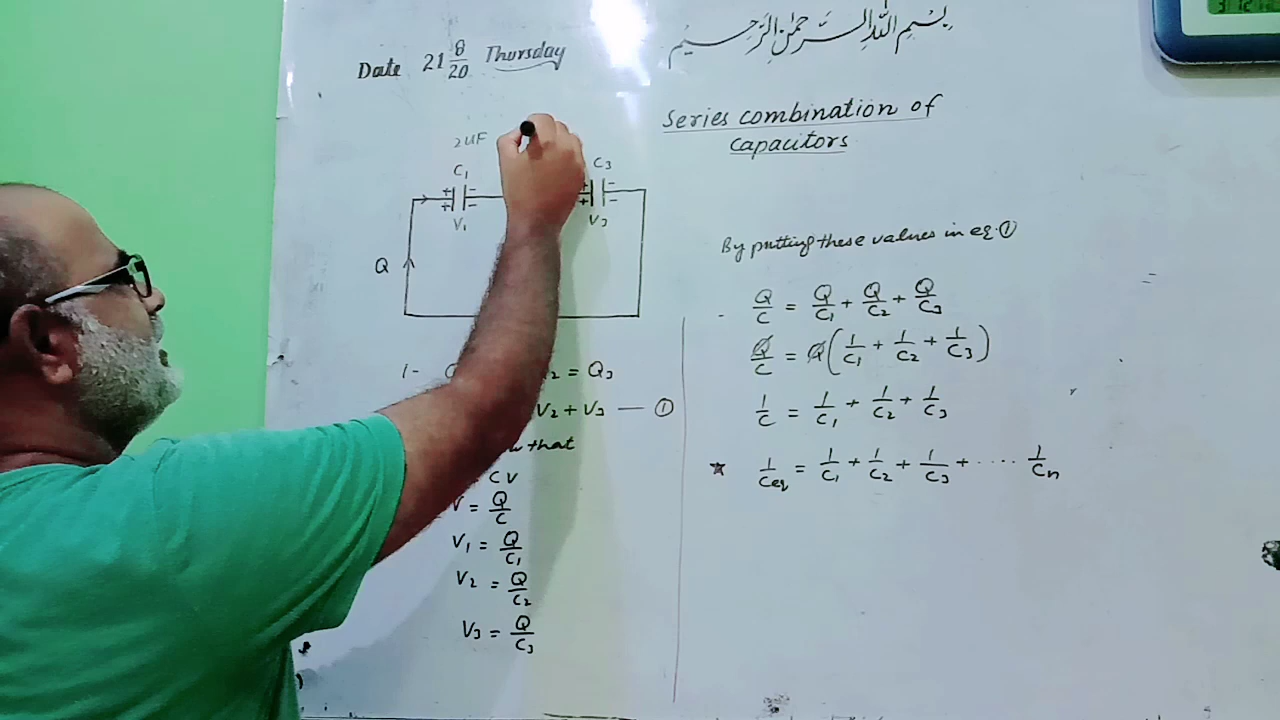 بسم الله الرحمن الرحيم
Date 21 8/20 Thursday
Series combination of
capacitors
2UF
C₁ C₃
+ - + -
+ - + -
V₁ V₃
Q
1- ₂ = Q₃
V₂ + V₃ — ①
that
CV
V = Q/C
V₁ = Q/C₁
V₂ = Q/C₂
V₃ = Q/C₃
By putting these values in eq. ①
Q/C = Q/C₁ + Q/C₂ + Q/C₃
Q/C = Q(1/C₁ + 1/C₂ + 1/C₃)
1/C = 1/C₁ + 1/C₂ + 1/C₃
★ 1/Ceq = 1/C₁ + 1/C₂ + 1/C₃ + ..... 1/Cn